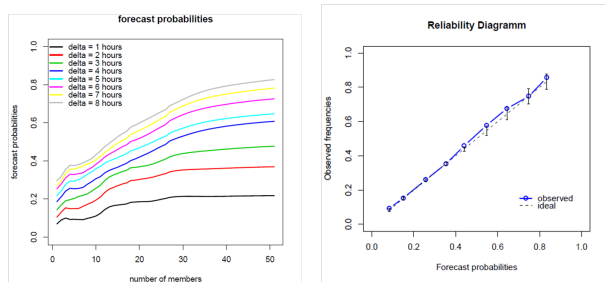 forecast probabilities
delta = 1 hours
delta = 2 hours
delta = 3 hours
delta = 4 hours
delta = 5 hours
delta = 6 hours
delta = 7 hours
delta = 8 hours
forecast probabilities
0.0 0.2 0.4 0.6 0.8 1.0
0 10 20 30 40 50
number of members
Reliability Diagramm
Observed frequencies
0.0 0.2 0.4 0.6 0.8 1.0
observed
ideal
0.0 0.2 0.4 0.6 0.8 1.0
Forecast probabilities